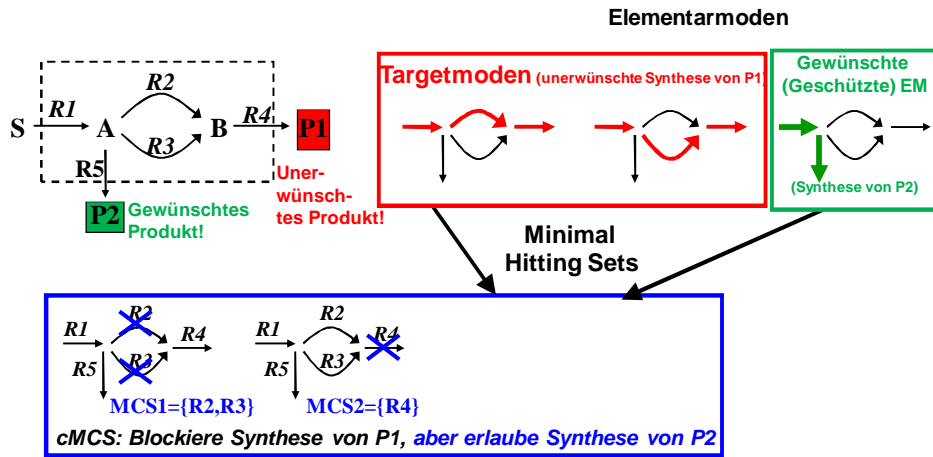 Elementarmoden
Targetmoden (unerwünschte Synthese von P1)
Gewünschte
(Geschützte) EM
(Synthese von P2)
S
R1
A
R2
R3
B
R4
P1
R5
P2
Gewünschtes
Produkt!
Uner-
wünsch-
tes Produkt!
Minimal
Hitting Sets
R1
R2
R4
R5
R3
MCS1={R2,R3}
R1
R2
R4
R5
R3
MCS2={R4}
cMCS: Blockiere Synthese von P1, aber erlaube Synthese von P2